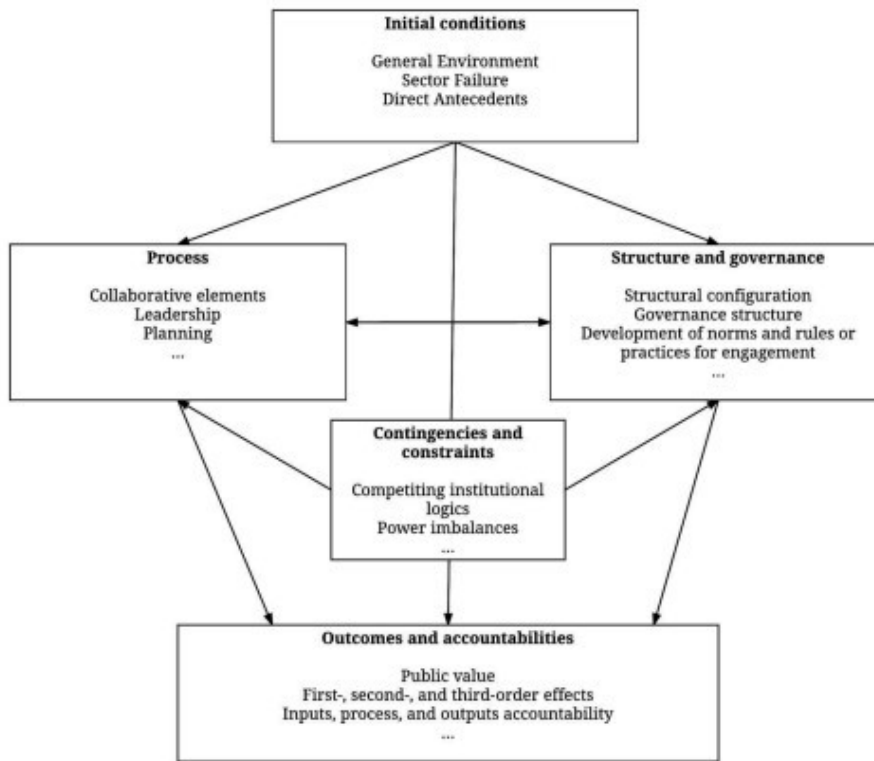 Initial conditions
General Environment
Sector Failure
Direct Antecedents
Process
Collaborative elements
Leadership
Planning
...
Structure and governance
Structural configuration
Governance structure
Development of norms and rules or
practices for engagement
...
Contingencies and
constraints
Competiting institutional
logics
Power imbalances
...
Outcomes and accountabilities
Public value
First-, second-, and third-order effects
Inputs, process, and outputs accountability
...